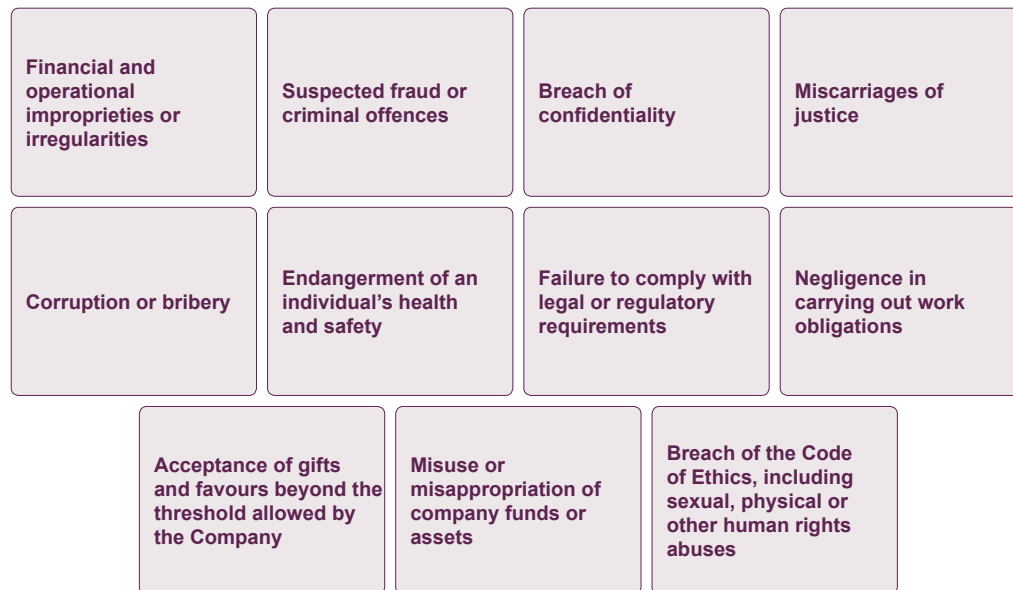 Financial and
operational
improprieties or
irregularities
Suspected fraud or
criminal offences
Breach of
confidentiality
Miscarriages of
justice
Corruption or bribery
Endangerment of an
individual’s health
and safety
Failure to comply with
legal or regulatory
requirements
Negligence in
carrying out work
obligations
Acceptance of gifts
and favours beyond the
threshold allowed by
the Company
Misuse or
misappropriation of
company funds or
assets
Breach of the Code
of Ethics, including
sexual, physical or
other human rights
abuses